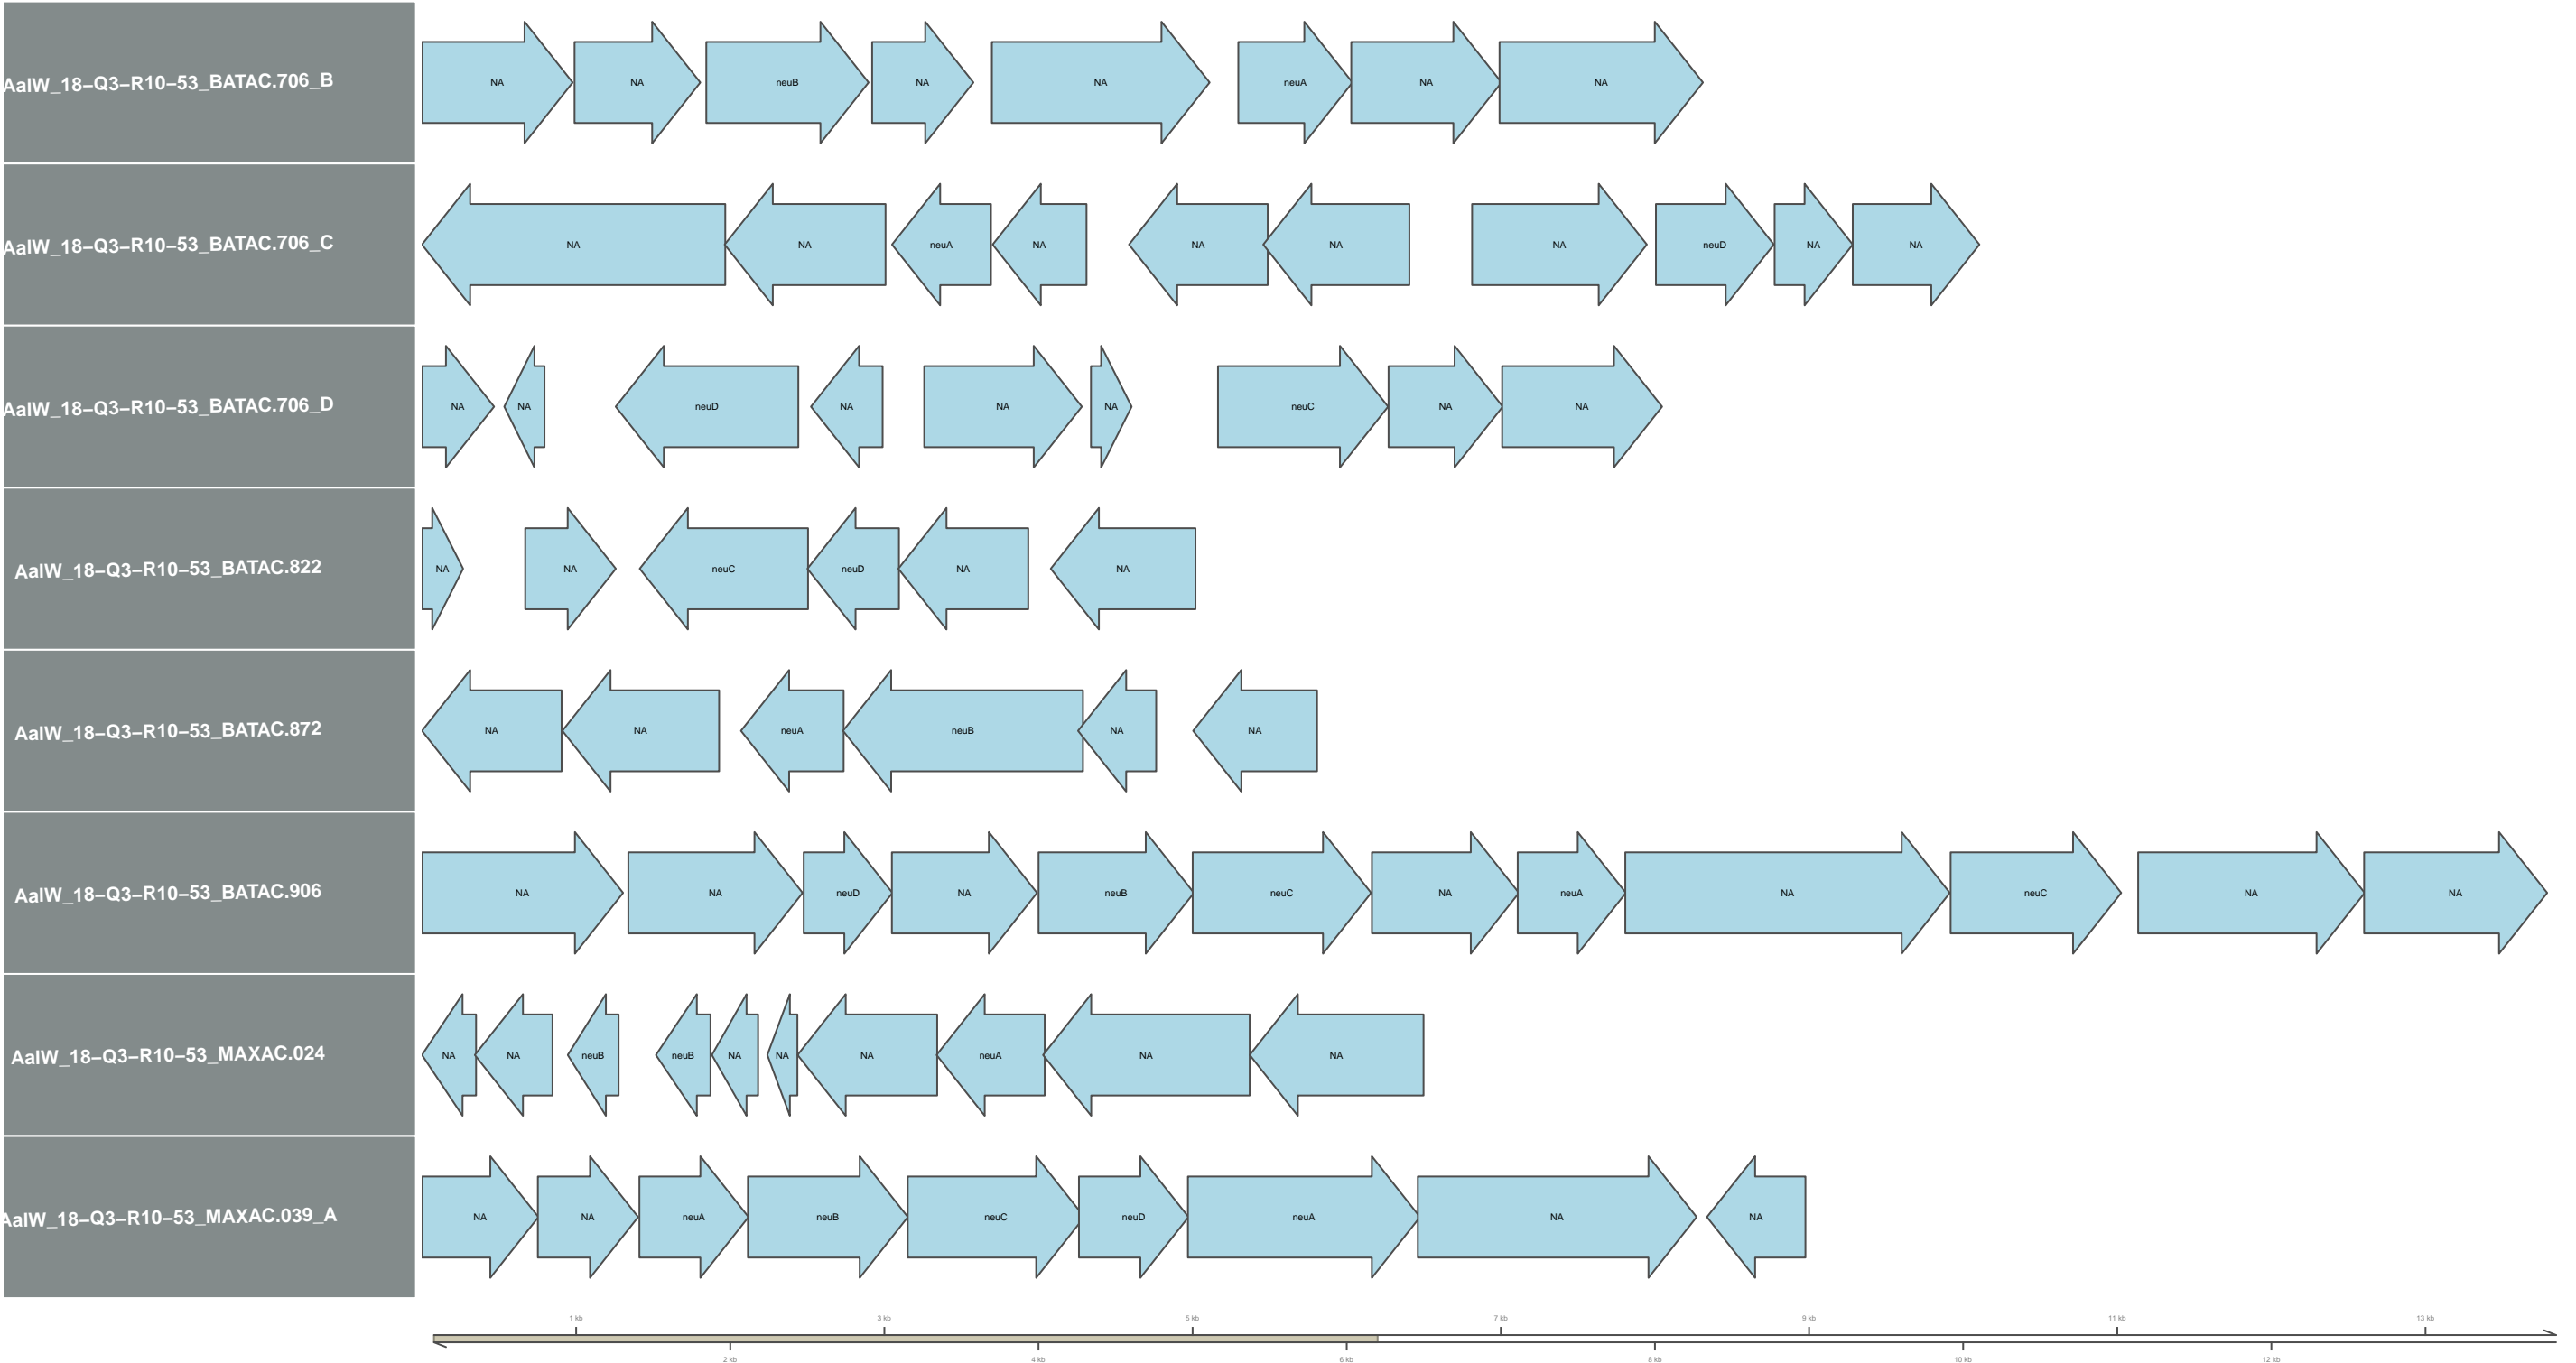 AalW_18-Q3-R10-53_BATAC.706_B
NA NA neuB NA NA neuA NA NA
AalW_18-Q3-R10-53_BATAC.706_C
NA NA neuA NA NA NA NA neuD NA NA
AalW_18-Q3-R10-53_BATAC.706_D
NA NA neuD NA NA NA neuC NA NA
AalW_18-Q3-R10-53_BATAC.822
NA NA neuC neuD NA NA
AalW_18-Q3-R10-53_BATAC.872
NA NA neuA neuB NA NA
AalW_18-Q3-R10-53_BATAC.906
NA NA neuD NA neuB neuC NA neuA NA neuC NA NA
AalW_18-Q3-R10-53_MAXAC.024
NA NA neuB neuB NA NA NA neuA NA NA
AalW_18-Q3-R10-53_MAXAC.039_A
NA NA neuA neuB neuC neuD neuA NA NA
1 kb 3 kb 5 kb 7 kb 9 kb 11 kb 13 kb
2 kb 4 kb 6 kb 8 kb 10 kb 12 kb